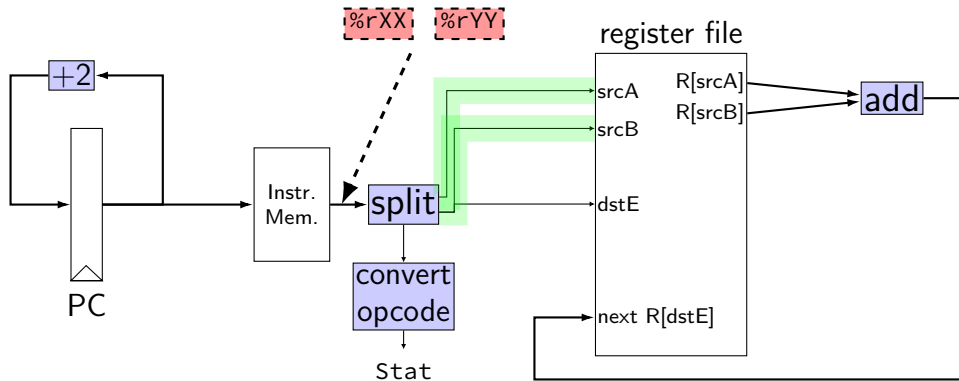 %rXX %rYY
register file
+2
srcA
srcB
dstE
next R[dstE]
R[srcA]
R[srcB]
add
Instr.
Mem.
split
convert
opcode
Stat
PC